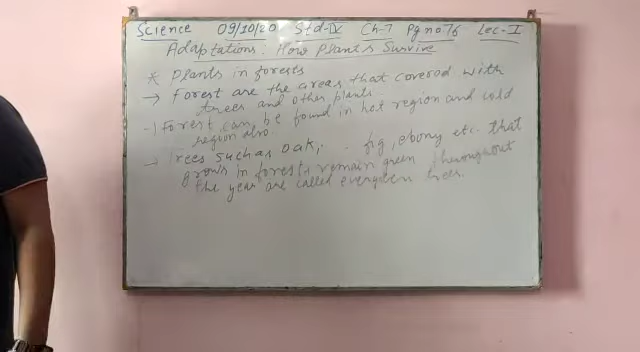 Science 09/10/20 Std-IV Ch-7 Pg no 76 Lec-I
Adaptations: How Plants Survive
* Plants in forests
→ Forest are the areas that covered with
trees and other plants.
→ Forest can be found in hot region and cold
region also.
→ Trees such as oak, fig, ebony etc. that
grows in forests remain green throughout
the year are called evergreen trees.